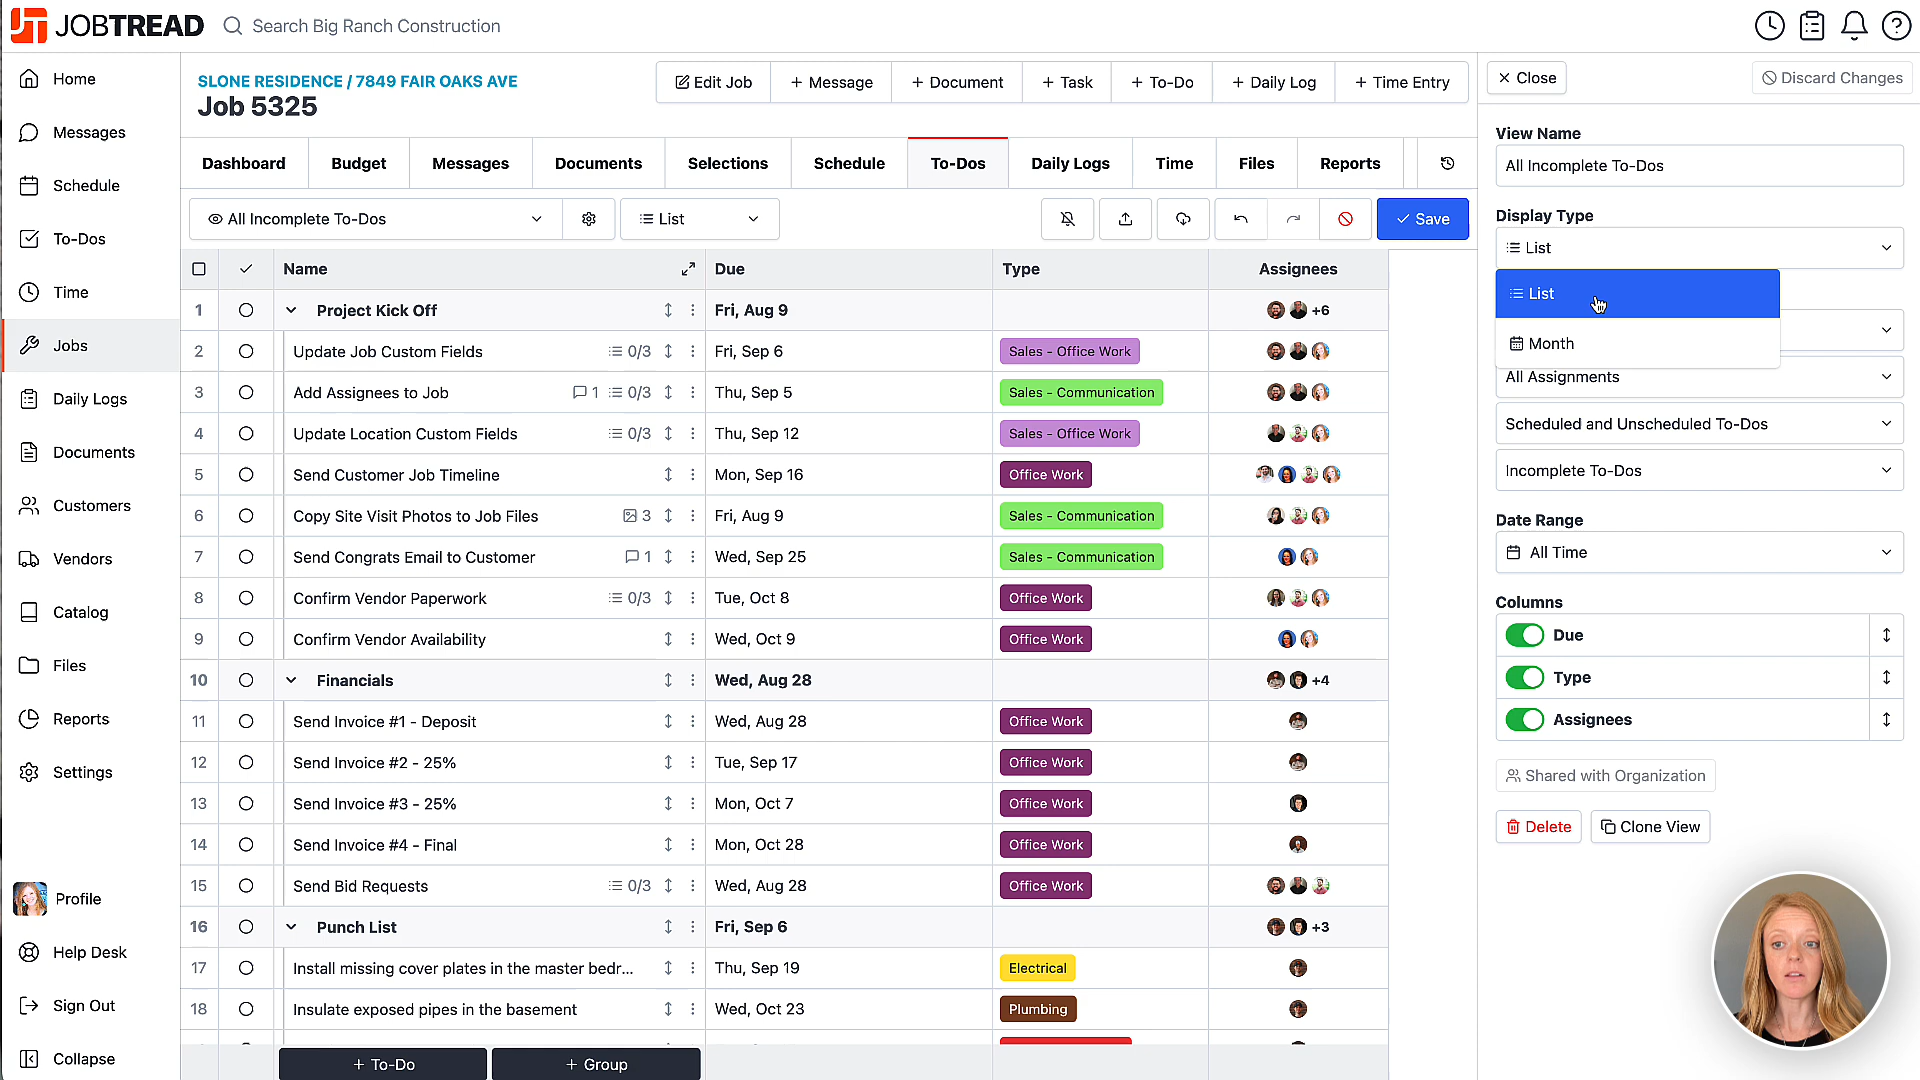 JOBTREAD
Search Big Ranch Construction
Home
Messages
Schedule
To-Dos
Time
Jobs
Daily Logs
Documents
Customers
Vendors
Catalog
Files
Reports
Settings
Profile
Help Desk
Sign Out
Collapse
SLONE RESIDENCE / 7849 FAIR OAKS AVE
Job 5325
Edit Job + Message + Document + Task + To-Do + Daily Log + Time Entry
Dashboard Budget Messages Documents Selections Schedule To-Dos Daily Logs Time Files Reports
All Incomplete To-Dos List Save
Name Due Type Assignees
1 Project Kick Off Fri, Aug 9 +6
2 Update Job Custom Fields 0/3 Fri, Sep 6 Sales - Office Work
3 Add Assignees to Job 1 0/3 Thu, Sep 5 Sales - Communication
4 Update Location Custom Fields 0/3 Thu, Sep 12 Sales - Office Work
5 Send Customer Job Timeline Mon, Sep 16 Office Work
6 Copy Site Visit Photos to Job Files 3 Fri, Aug 9 Sales - Communication
7 Send Congrats Email to Customer 1 Wed, Sep 25 Sales - Communication
8 Confirm Vendor Paperwork 0/3 Tue, Oct 8 Office Work
9 Confirm Vendor Availability Wed, Oct 9 Office Work
10 Financials Wed, Aug 28 +4
11 Send Invoice #1 - Deposit Wed, Aug 28 Office Work
12 Send Invoice #2 - 25% Tue, Sep 17 Office Work
13 Send Invoice #3 - 25% Mon, Oct 7 Office Work
14 Send Invoice #4 - Final Mon, Oct 28 Office Work
15 Send Bid Requests 0/3 Wed, Aug 28 Office Work
16 Punch List Fri, Sep 6 +3
17 Install missing cover plates in the master bedr... Thu, Sep 19 Electrical
18 Insulate exposed pipes in the basement Wed, Oct 23 Plumbing
+ To-Do + Group
Close Discard Changes
View Name
All Incomplete To-Dos
Display Type
List
List
Month
All Assignments
Scheduled and Unscheduled To-Dos
Incomplete To-Dos
Date Range
All Time
Columns
Due
Type
Assignees
Shared with Organization
Delete Clone View